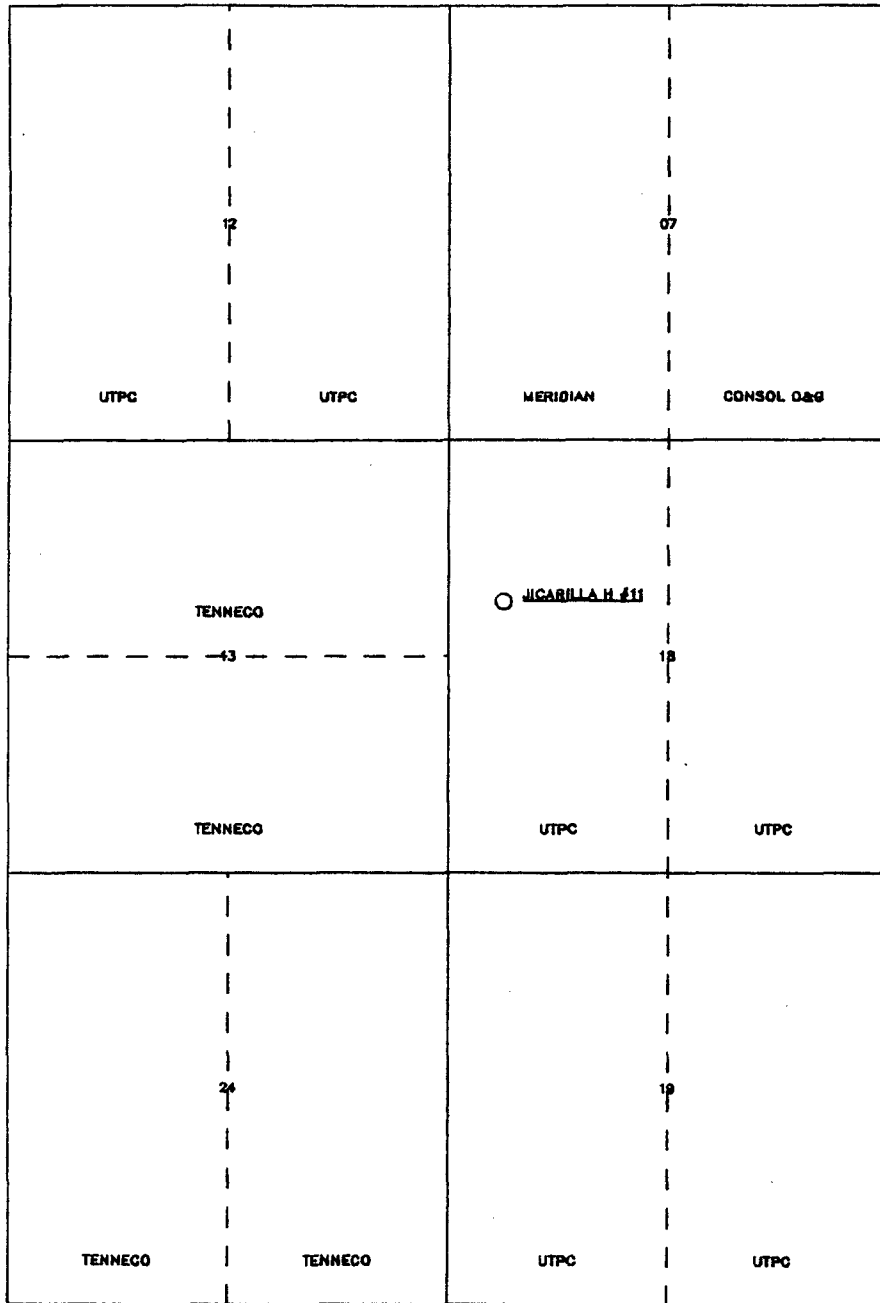 12 07
UTPC UTPC MERIDIAN CONSOL O&G
JICARILLA H #11
TENNECO
13 18
TENNECO UTPC UTPC
24 19
TENNECO TENNECO UTPC UTPC